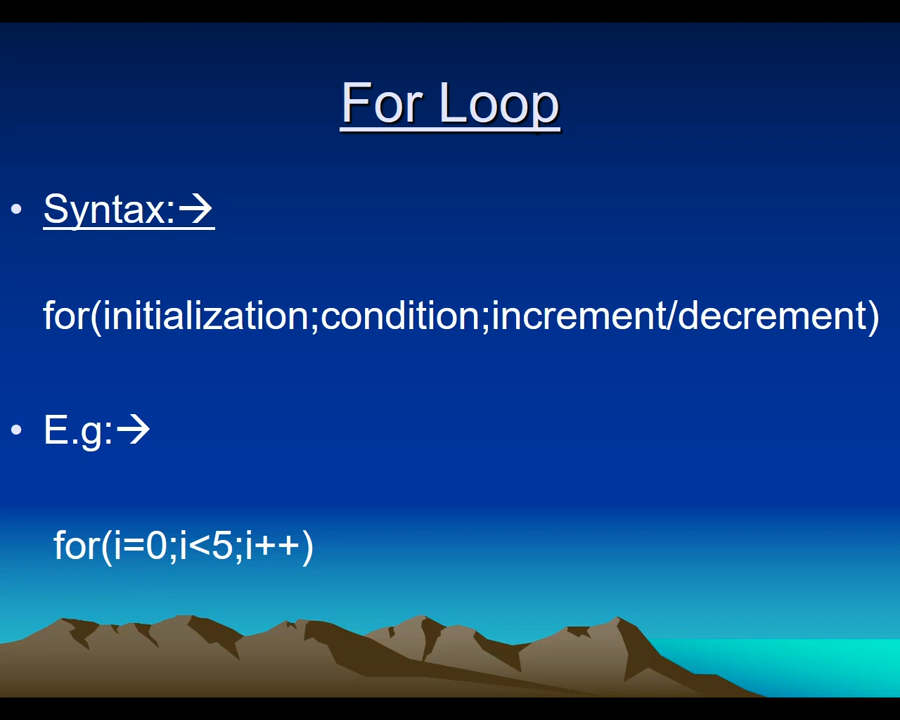 For Loop
• Syntax:→
for(initialization;condition;increment/decrement)
• E.g:→
for(i=0;i<5;i++)